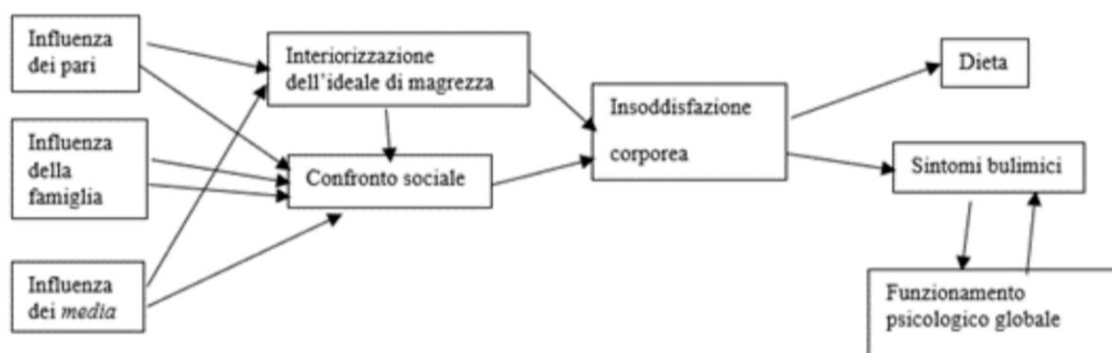 Influenza
dei pari
Interiorizzazione
dell'ideale di magrezza
Dieta
Insoddisfazione
corporea
Influenza
della
famiglia
Confronto sociale
Sintomi bulimici
Influenza
dei media
Funzionamento
psicologico globale